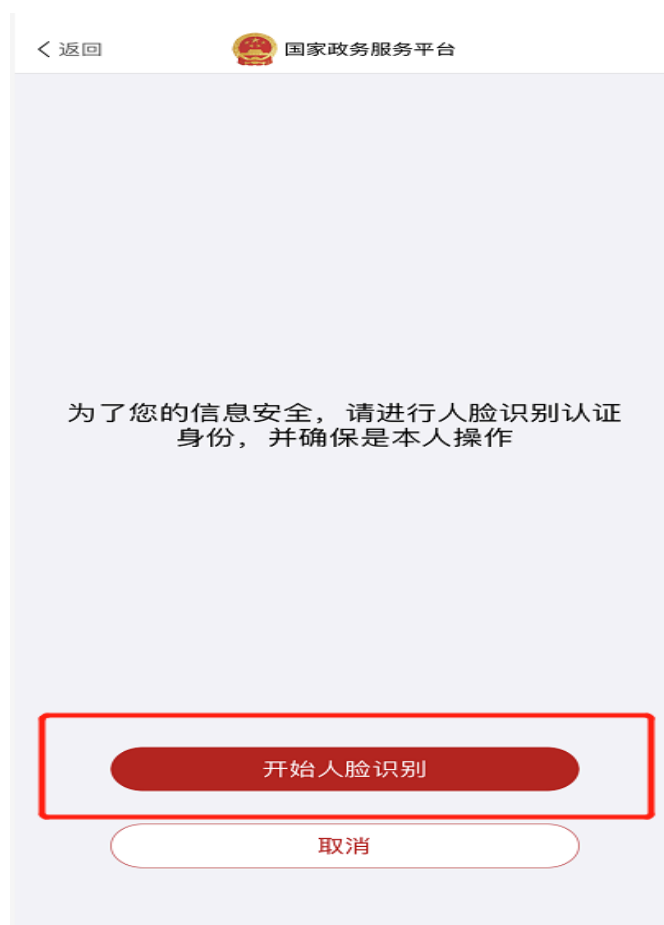 返回
国家政务服务平台
为了您的信息安全，请进行人脸识别认证
身份，并确保是本人操作
开始人脸识别
取消